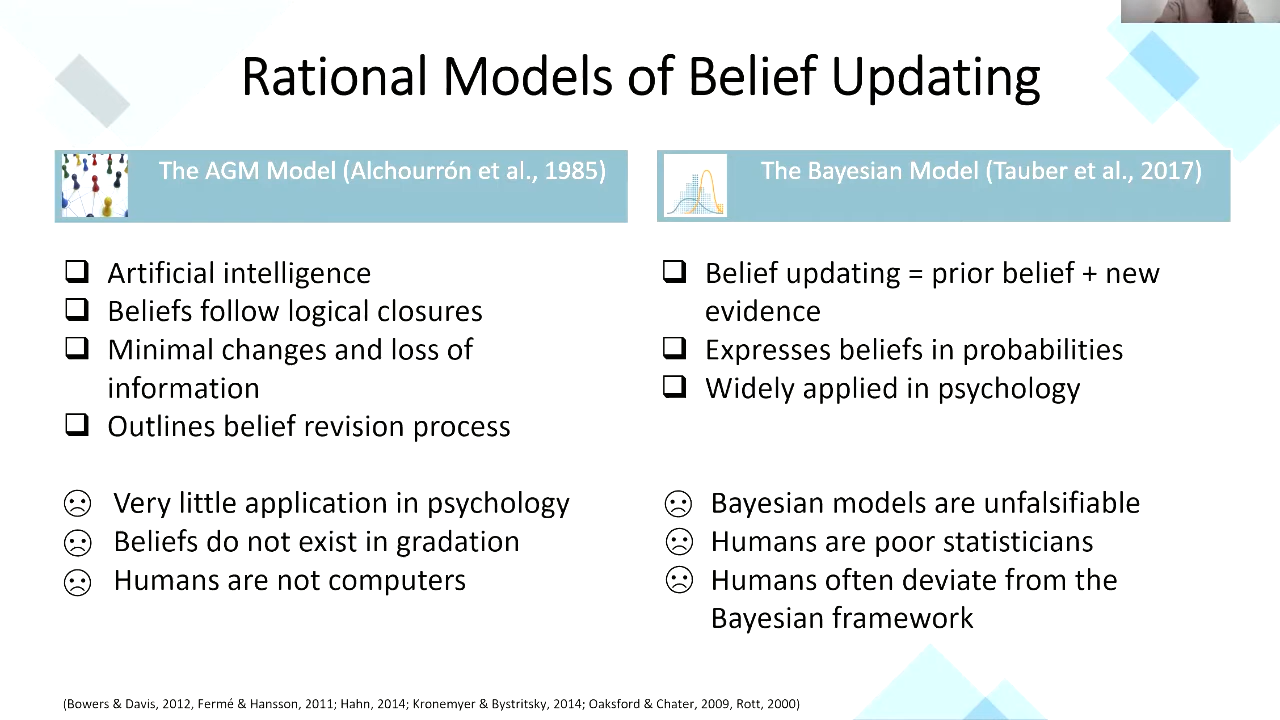 Rational Models of Belief Updating
The AGM Model (Alchourrón et al., 1985)
Artificial intelligence
Beliefs follow logical closures
Minimal changes and loss of
information
Outlines belief revision process
Very little application in psychology
Beliefs do not exist in gradation
Humans are not computers
The Bayesian Model (Tauber et al., 2017)
Belief updating = prior belief + new
evidence
Expresses beliefs in probabilities
Widely applied in psychology
Bayesian models are unfalsifiable
Humans are poor statisticians
Humans often deviate from the
Bayesian framework
(Bowers & Davis, 2012, Fermé & Hansson, 2011; Hahn, 2014; Kronemyer & Bystritsky, 2014; Oaksford & Chater, 2009, Rott, 2000)